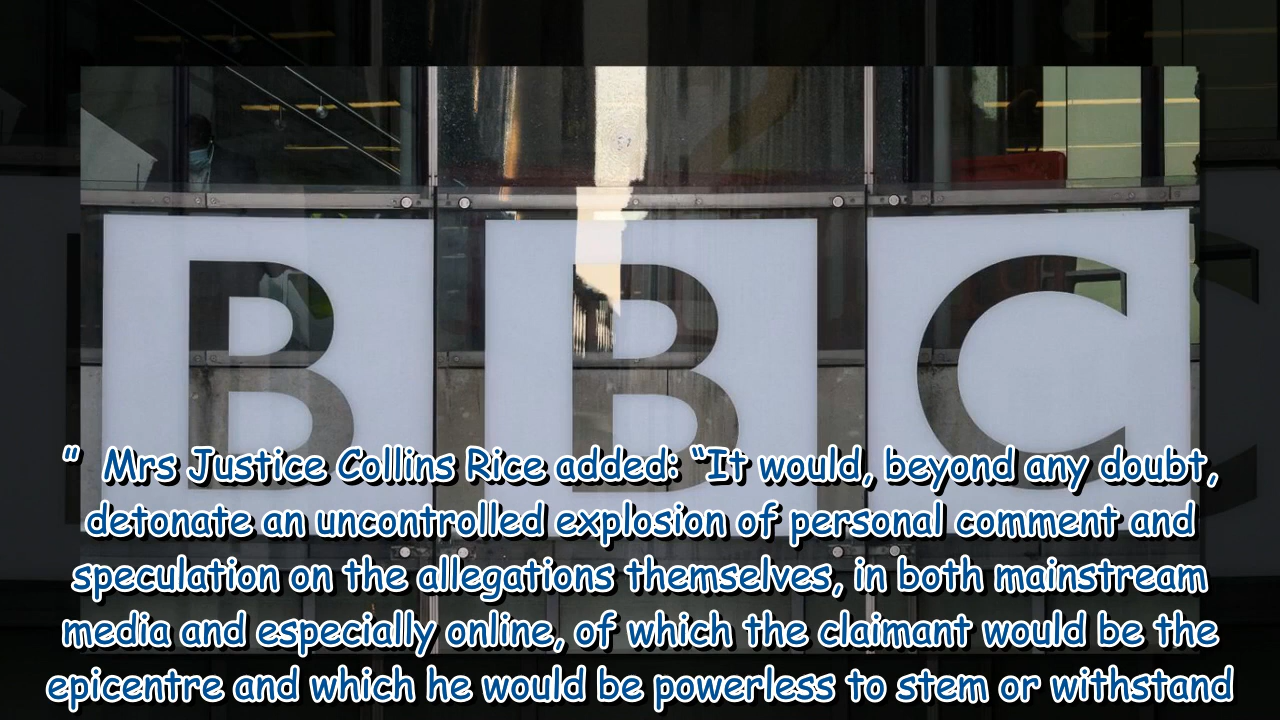 BBC
” Mrs Justice Collins Rice added: “It would, beyond any doubt,
detonate an uncontrolled explosion of personal comment and
speculation on the allegations themselves, in both mainstream
media and especially online, of which the claimant would be the
epicentre and which he would be powerless to stem or withstand